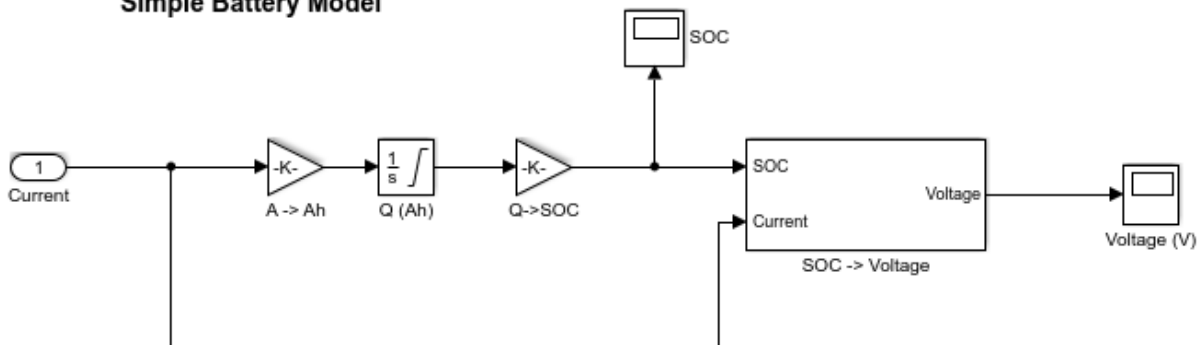 Simple Battery Model
SOC
1
Current
-K-
A -> Ah
1
s
Q (Ah)
-K-
Q->SOC
SOC
Current
Voltage
SOC -> Voltage
Voltage (V)